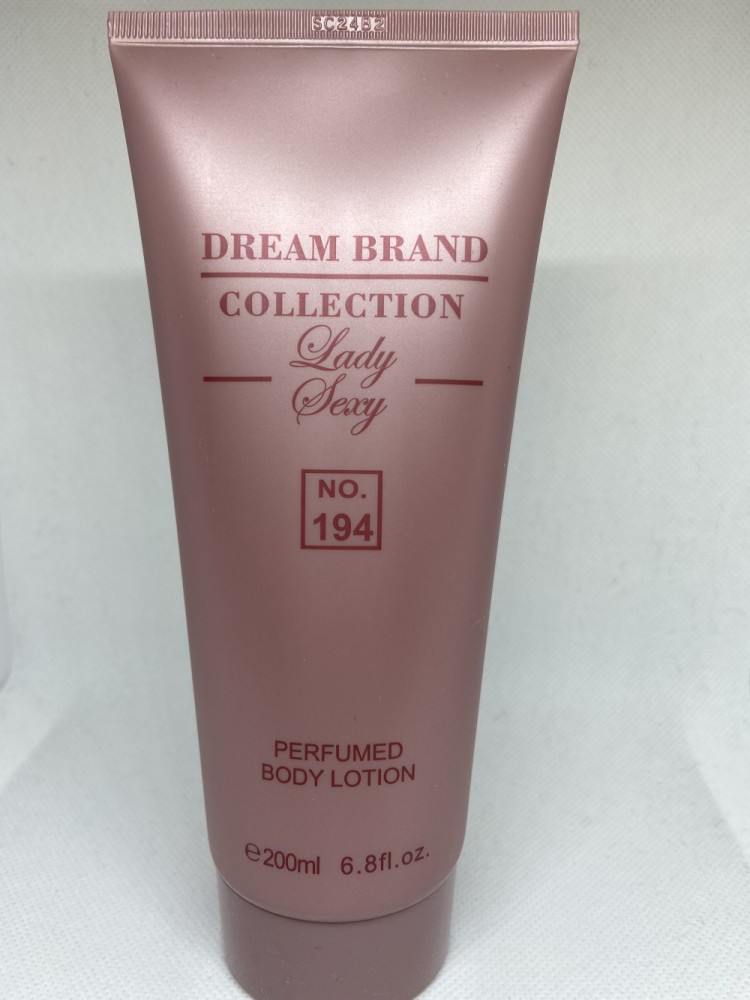 SC24B2
DREAM BRAND
COLLECTION
Lady
Sexy
NO.
194
PERFUMED
BODY LOTION
℮200ml 6.8fl.oz.